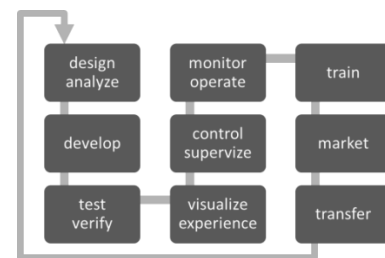 design
analyze
develop
test
verify
monitor
operate
control
supervize
visualize
experience
train
market
transfer